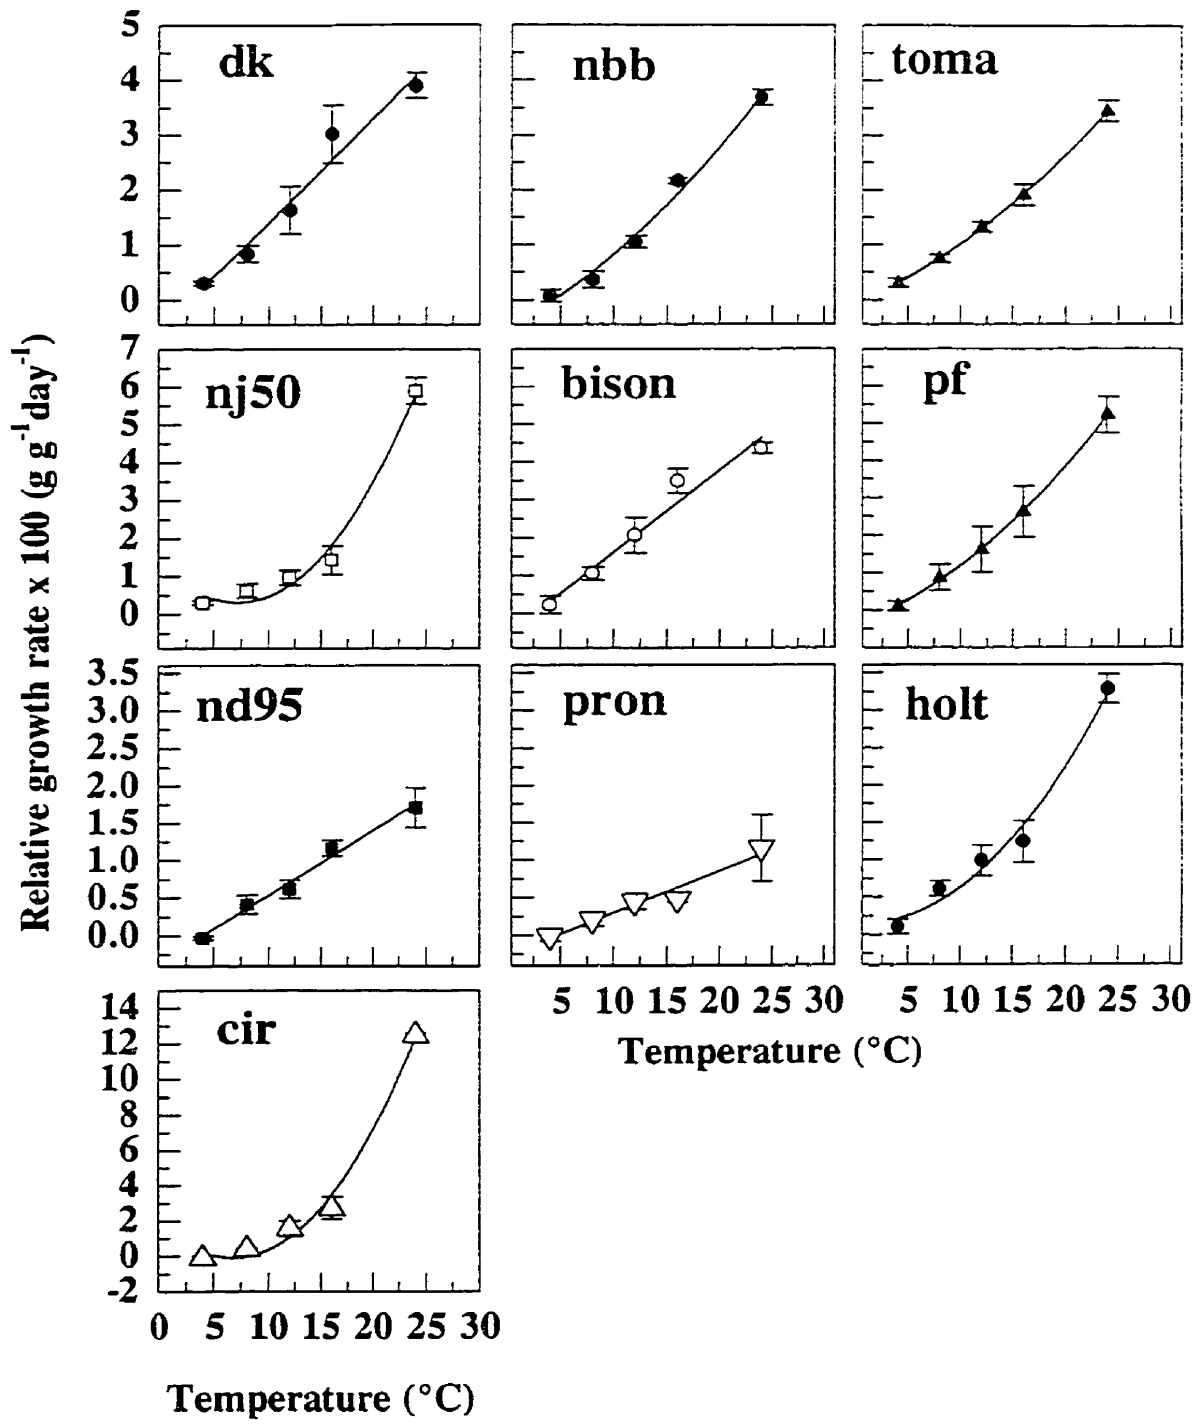 Relative growth rate x 100 (g g⁻¹day⁻¹)
dk
nbb
toma
5
4
3
2
1
0
nj50
bison
pf
7
6
5
4
3
2
1
0
nd95
pron
holt
3.5
3.0
2.5
2.0
1.5
1.0
0.5
0.0
5 10 15 20 25 30
5 10 15 20 25 30
Temperature (°C)
cir
14
12
10
8
6
4
2
0
-2
0 5 10 15 20 25 30
Temperature (°C)